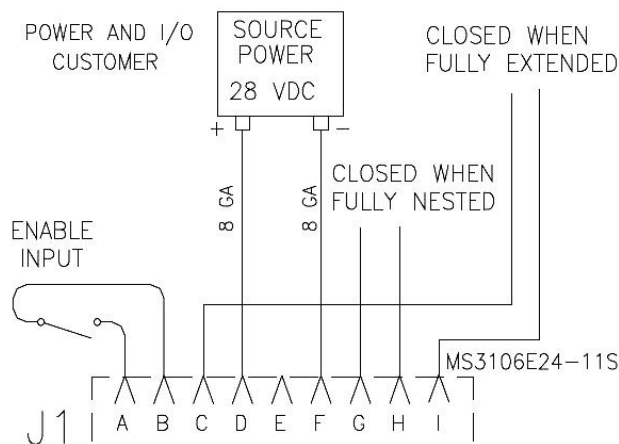 POWER AND I/O
CUSTOMER
SOURCE
POWER
28 VDC
+ -
CLOSED WHEN
FULLY EXTENDED
CLOSED WHEN
FULLY NESTED
8 GA
8 GA
ENABLE
INPUT
MS3106E24-11S
J1
A B C D E F G H I